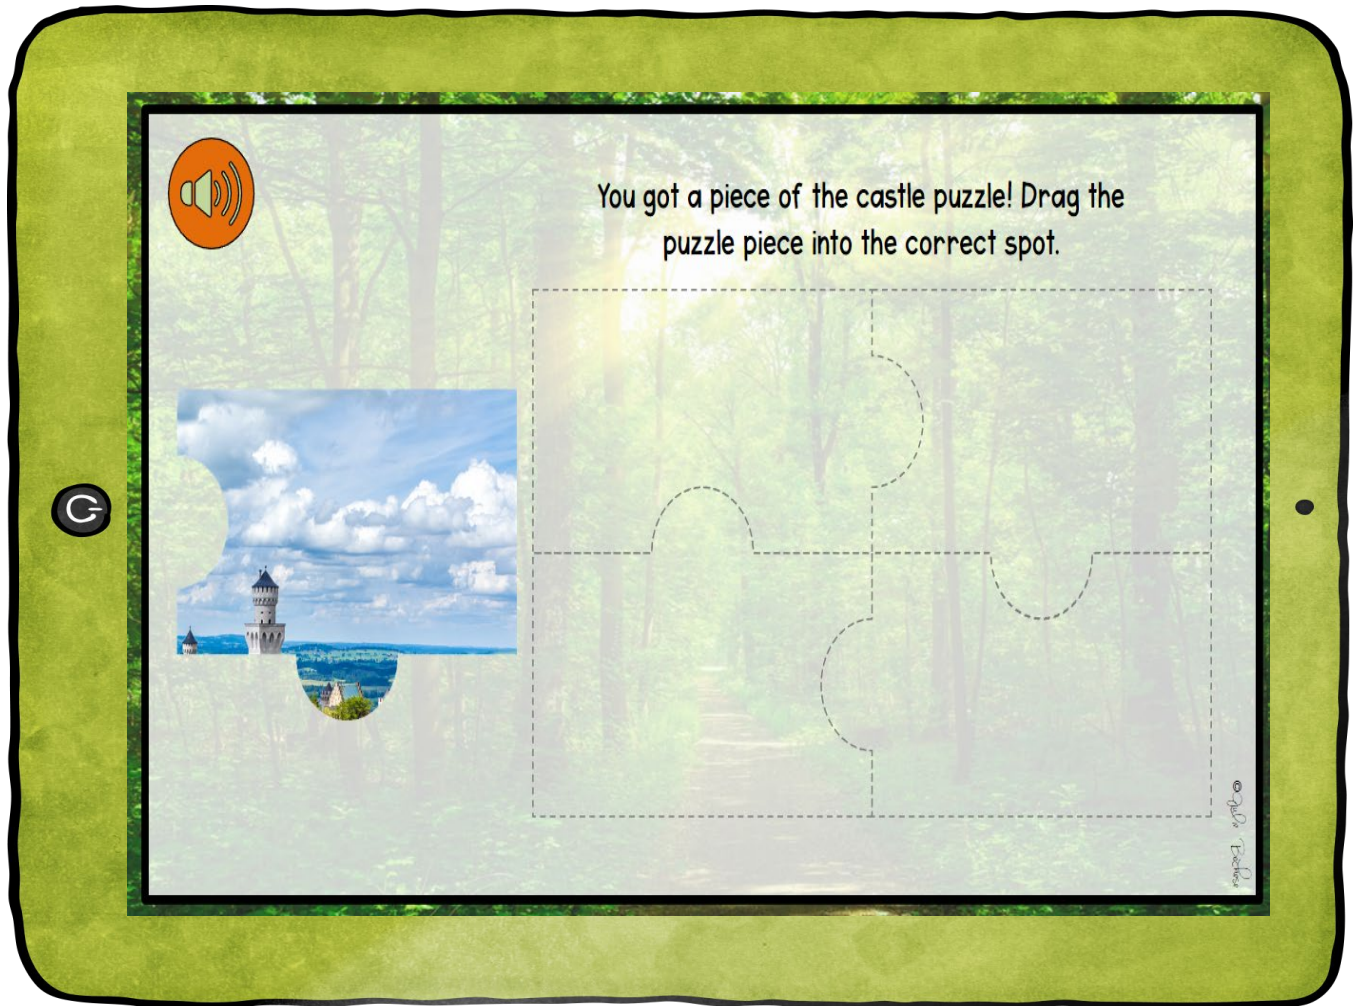 You got a piece of the castle puzzle! Drag the
puzzle piece into the correct spot.